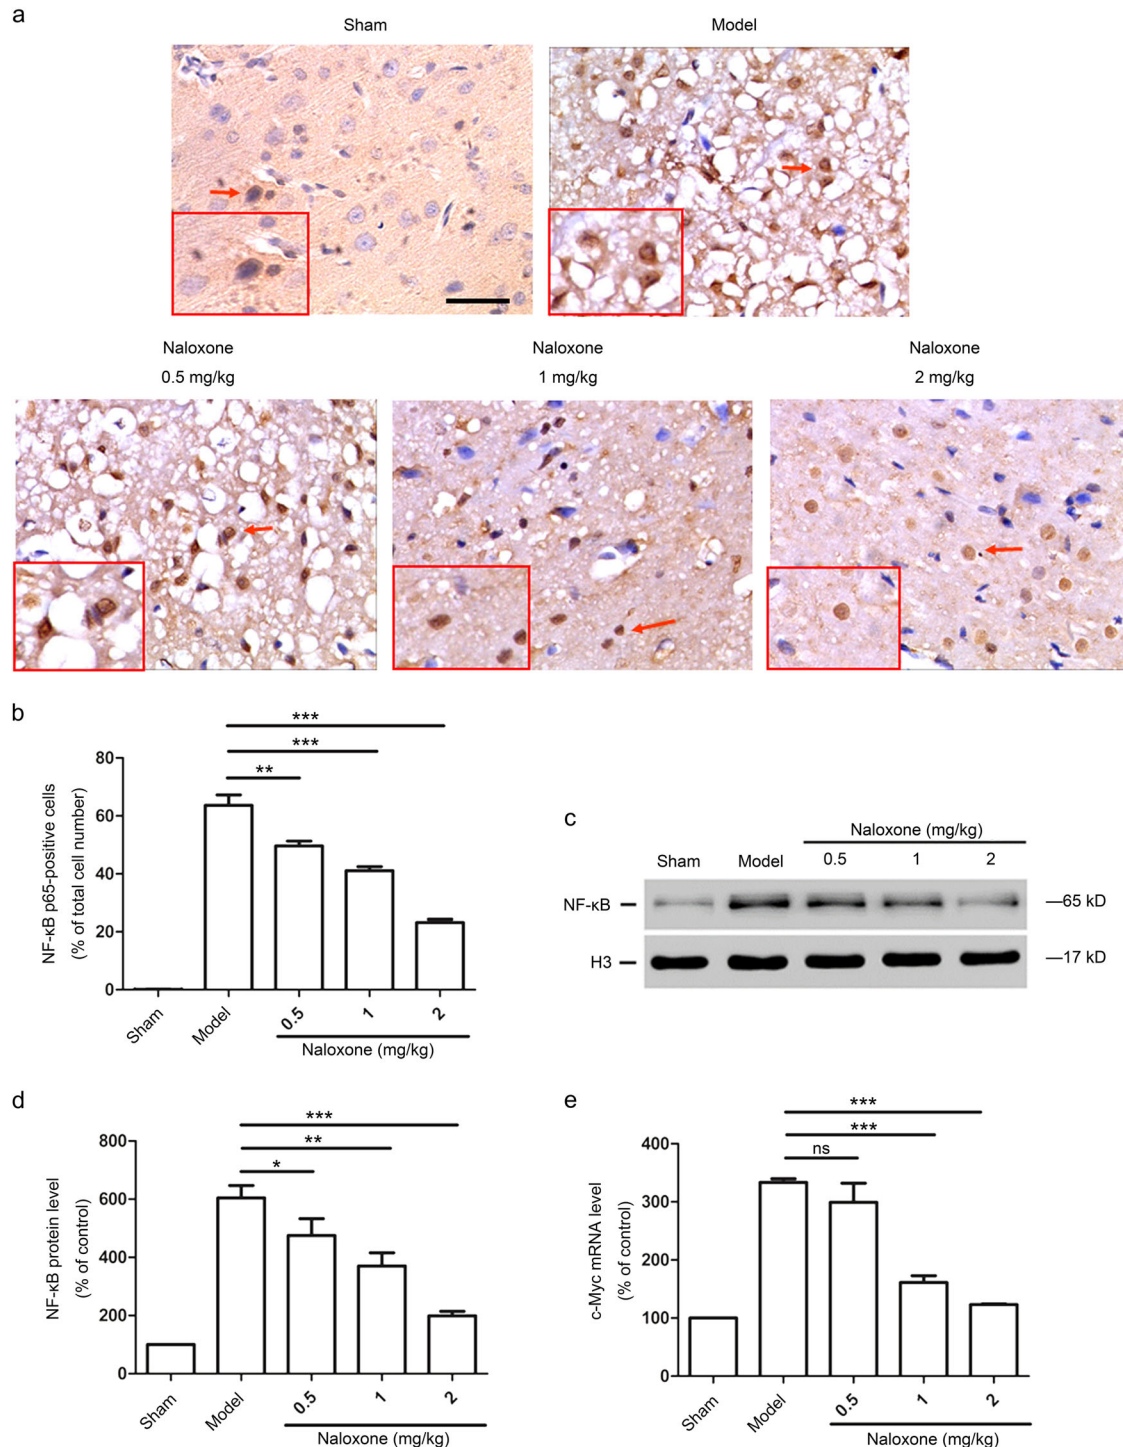 a
Sham
Model
Naloxone
0.5 mg/kg
Naloxone
1 mg/kg
Naloxone
2 mg/kg
b
NF-κB p65-positive cells
(% of total cell number)
80
60
40
20
0
***
***
**
Sham
Model
0.5
1
2
Naloxone (mg/kg)
c
Naloxone (mg/kg)
Sham
Model
0.5
1
2
NF-κB
—65 kD
H3
—17 kD
d
NF-κB protein level
(% of control)
800
600
400
200
0
***
**
*
Sham
Model
0.5
1
2
Naloxone (mg/kg)
e
c-Myc mRNA level
(% of control)
400
300
200
100
0
***
***
ns
Sham
Model
0.5
1
2
Naloxone (mg/kg)